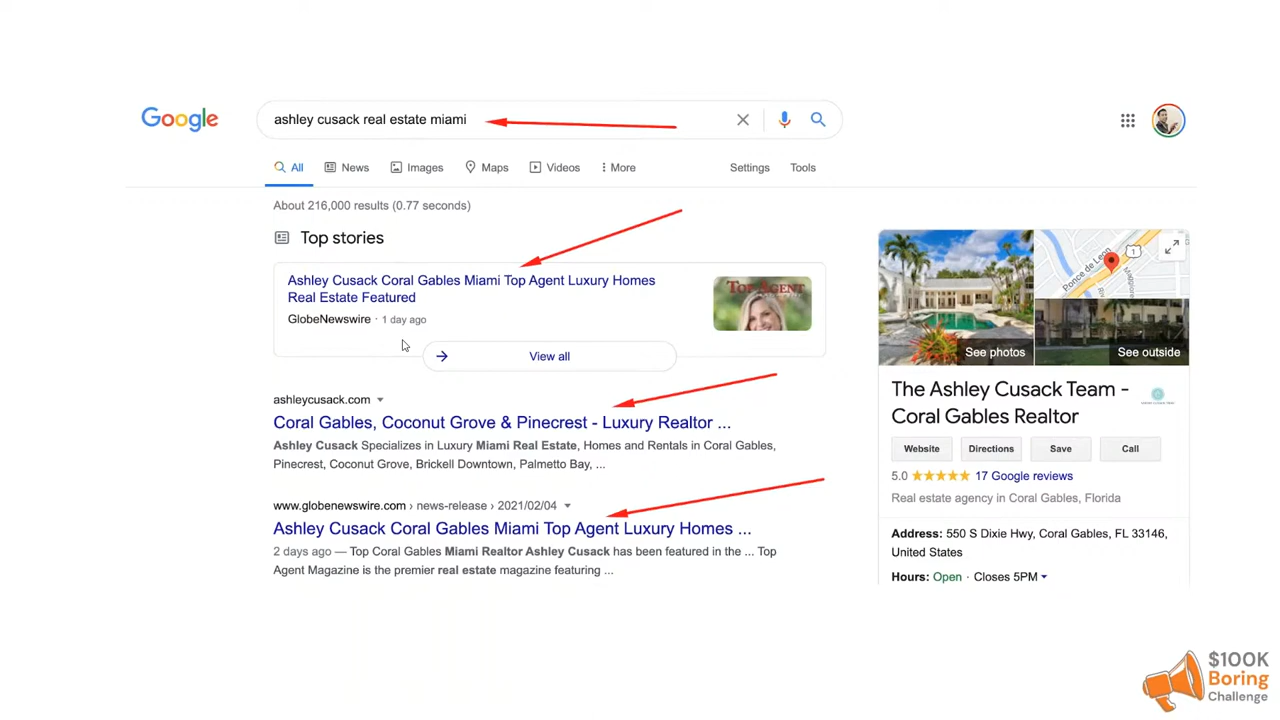 Google
ashley cusack real estate miami
All News Images Maps Videos More Settings Tools
About 216,000 results (0.77 seconds)
Top stories
Ashley Cusack Coral Gables Miami Top Agent Luxury Homes
Real Estate Featured
GlobeNewswire · 1 day ago
TOP AGENT
View all
ashleycusack.com
Coral Gables, Coconut Grove & Pinecrest - Luxury Realtor ...
Ashley Cusack Specializes in Luxury Miami Real Estate, Homes and Rentals in Coral Gables,
Pinecrest, Coconut Grove, Brickell Downtown, Palmetto Bay, ...
www.globenewswire.com › news-release › 2021/02/04
Ashley Cusack Coral Gables Miami Top Agent Luxury Homes ...
2 days ago — Top Coral Gables Miami Realtor Ashley Cusack has been featured in the ... Top
Agent Magazine is the premier real estate magazine featuring ...
Ponce de Leon
1
See photos
See outside
The Ashley Cusack Team -
Coral Gables Realtor
Website Directions Save Call
5.0 17 Google reviews
Real estate agency in Coral Gables, Florida
Address: 550 S Dixie Hwy, Coral Gables, FL 33146,
United States
Hours: Open · Closes 5PM
$100K
Boring
Challenge